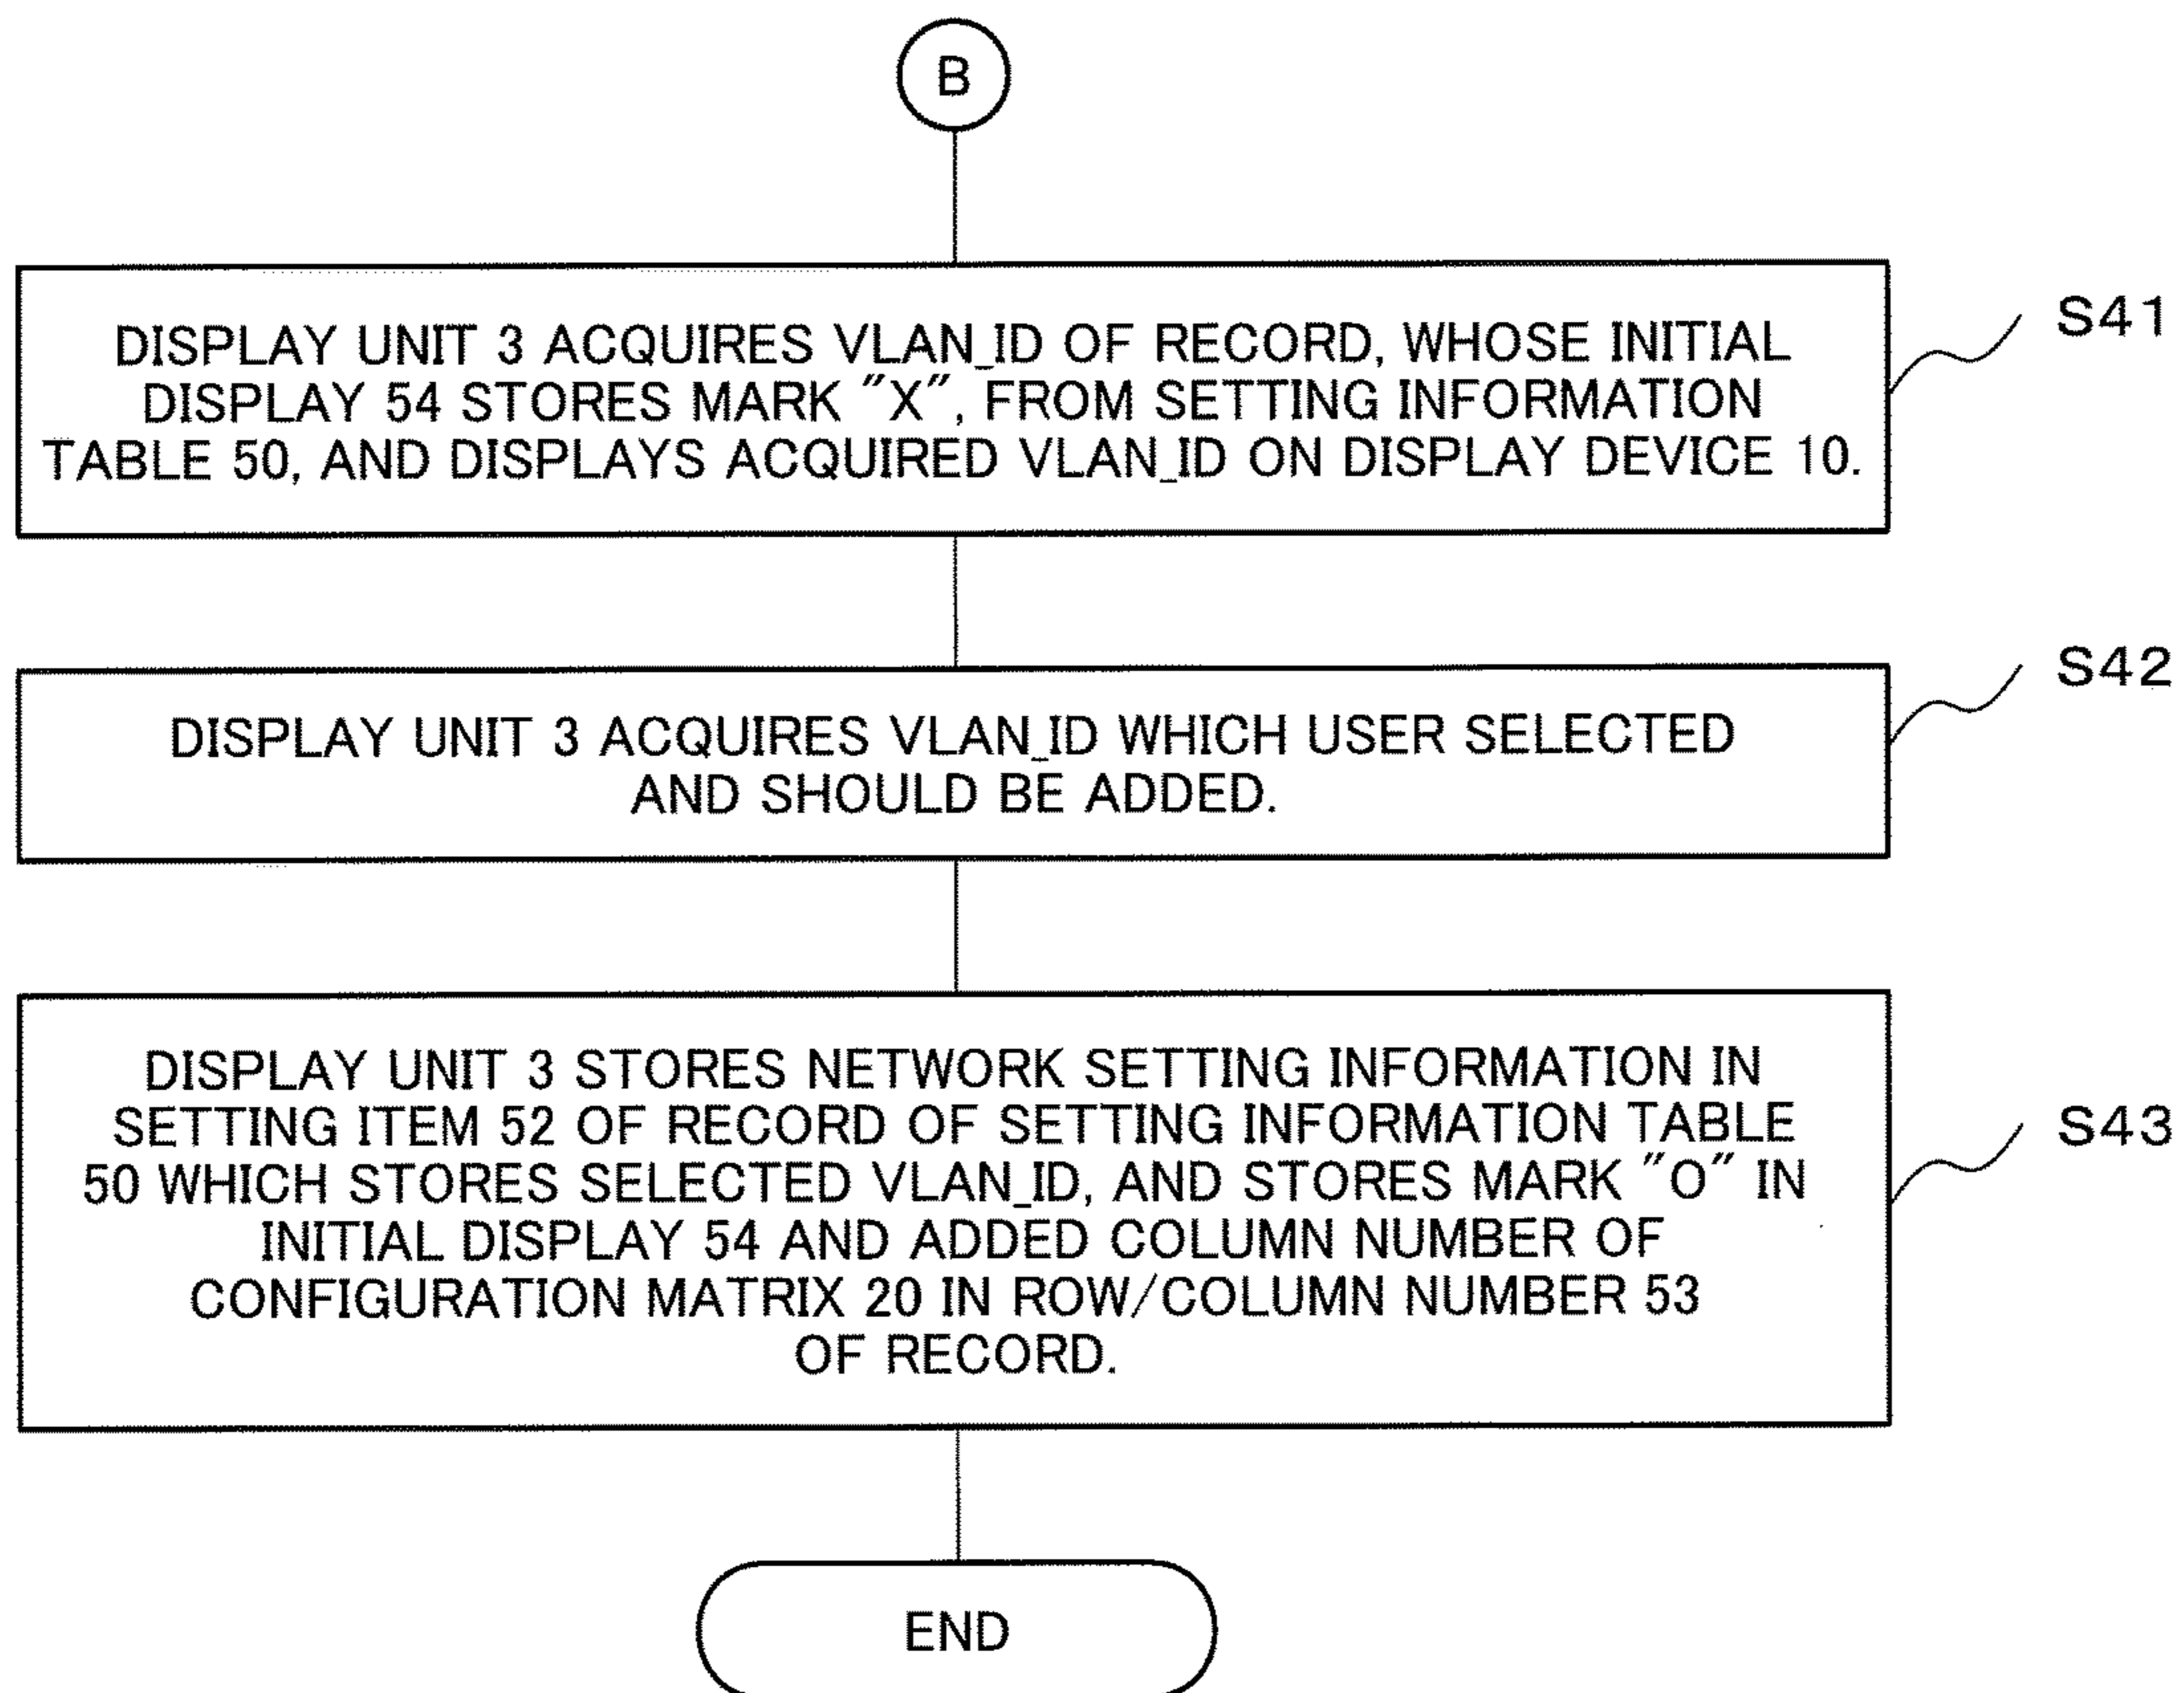 B
DISPLAY UNIT 3 ACQUIRES VLAN_ID OF RECORD, WHOSE INITIAL
DISPLAY 54 STORES MARK "X", FROM SETTING INFORMATION
TABLE 50, AND DISPLAYS ACQUIRED VLAN_ID ON DISPLAY DEVICE 10.
S41
DISPLAY UNIT 3 ACQUIRES VLAN_ID WHICH USER SELECTED
AND SHOULD BE ADDED.
S42
DISPLAY UNIT 3 STORES NETWORK SETTING INFORMATION IN
SETTING ITEM 52 OF RECORD OF SETTING INFORMATION TABLE
50 WHICH STORES SELECTED VLAN_ID, AND STORES MARK "O" IN
INITIAL DISPLAY 54 AND ADDED COLUMN NUMBER OF
CONFIGURATION MATRIX 20 IN ROW/COLUMN NUMBER 53
OF RECORD.
S43
END